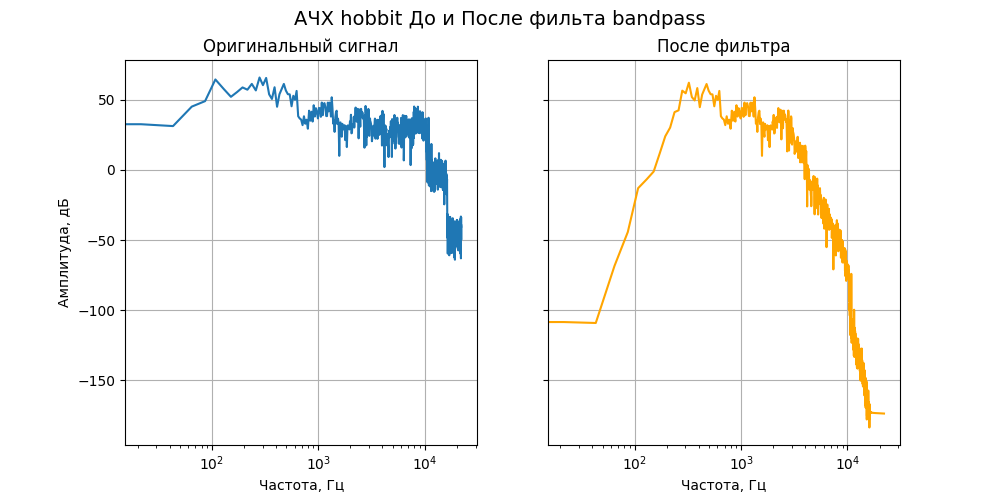 АЧХ hobbit До и После фильта bandpass
Оригинальный сигнал
После фильтра
Амплитуда, дБ
50
0
−50
−100
−150
10²
10³
10⁴
Частота, Гц
10²
10³
10⁴
Частота, Гц